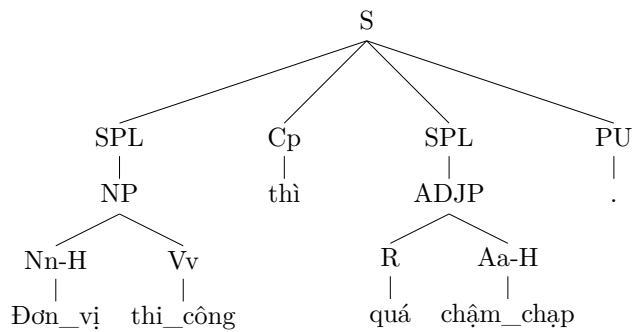 S
SPL Cp SPL PU
NP thì ADJP .
Nn-H Vv R Aa-H
Đơn_vị thi_công quá chậm_chạp